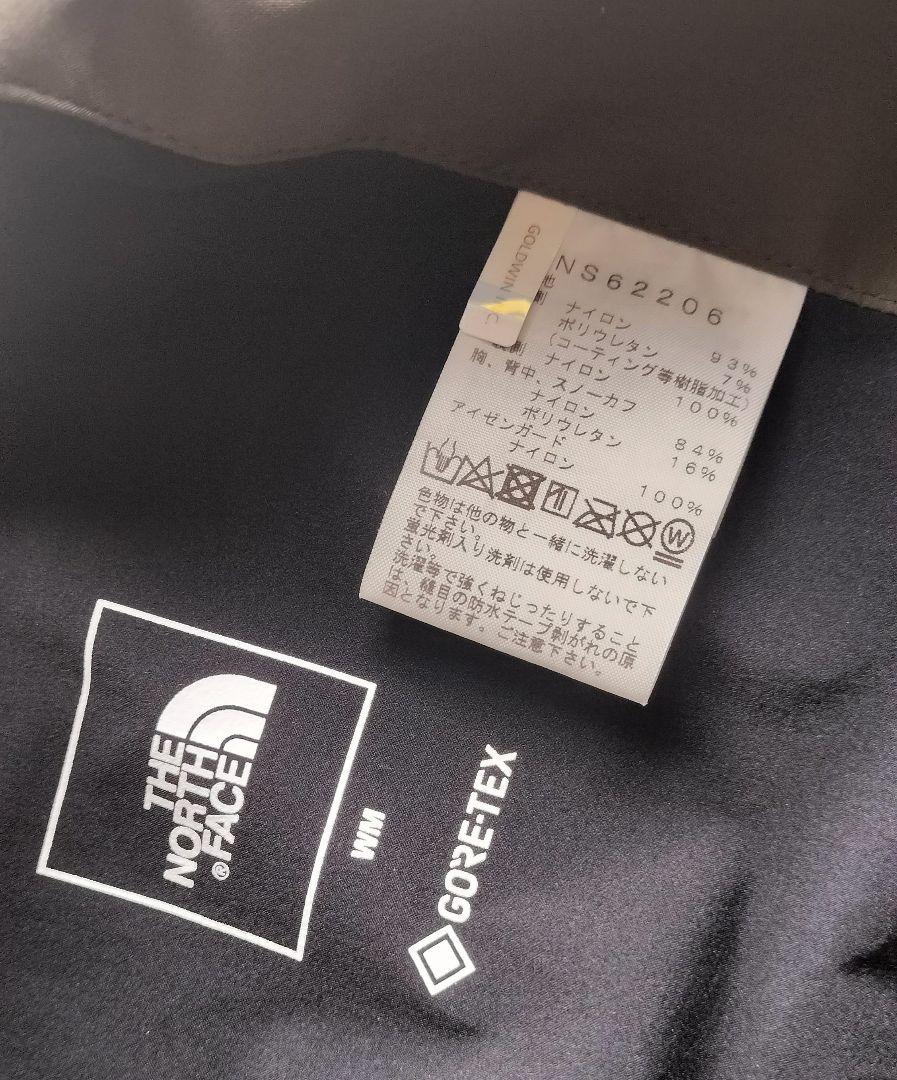 GOLDWIN
NS62206
ナイロン 93%
ポリウレタン 7%
(コーティング等樹脂加工)
ナイロン 100%
胸、背中、スノーカフ
ナイロン 84%
ポリウレタン 16%
アイゼンガード
ナイロン 100%
W
色物は他の物と一緒に洗濯しない
で下さい。
蛍光剤入り洗剤は使用しないで下
さい。
洗濯等で強くねじったりすること
は、縫目の防水テープ剥がれの原
因となります。ご注意下さい。
THE
NORTH
®FACE
WM
GORE-TEX